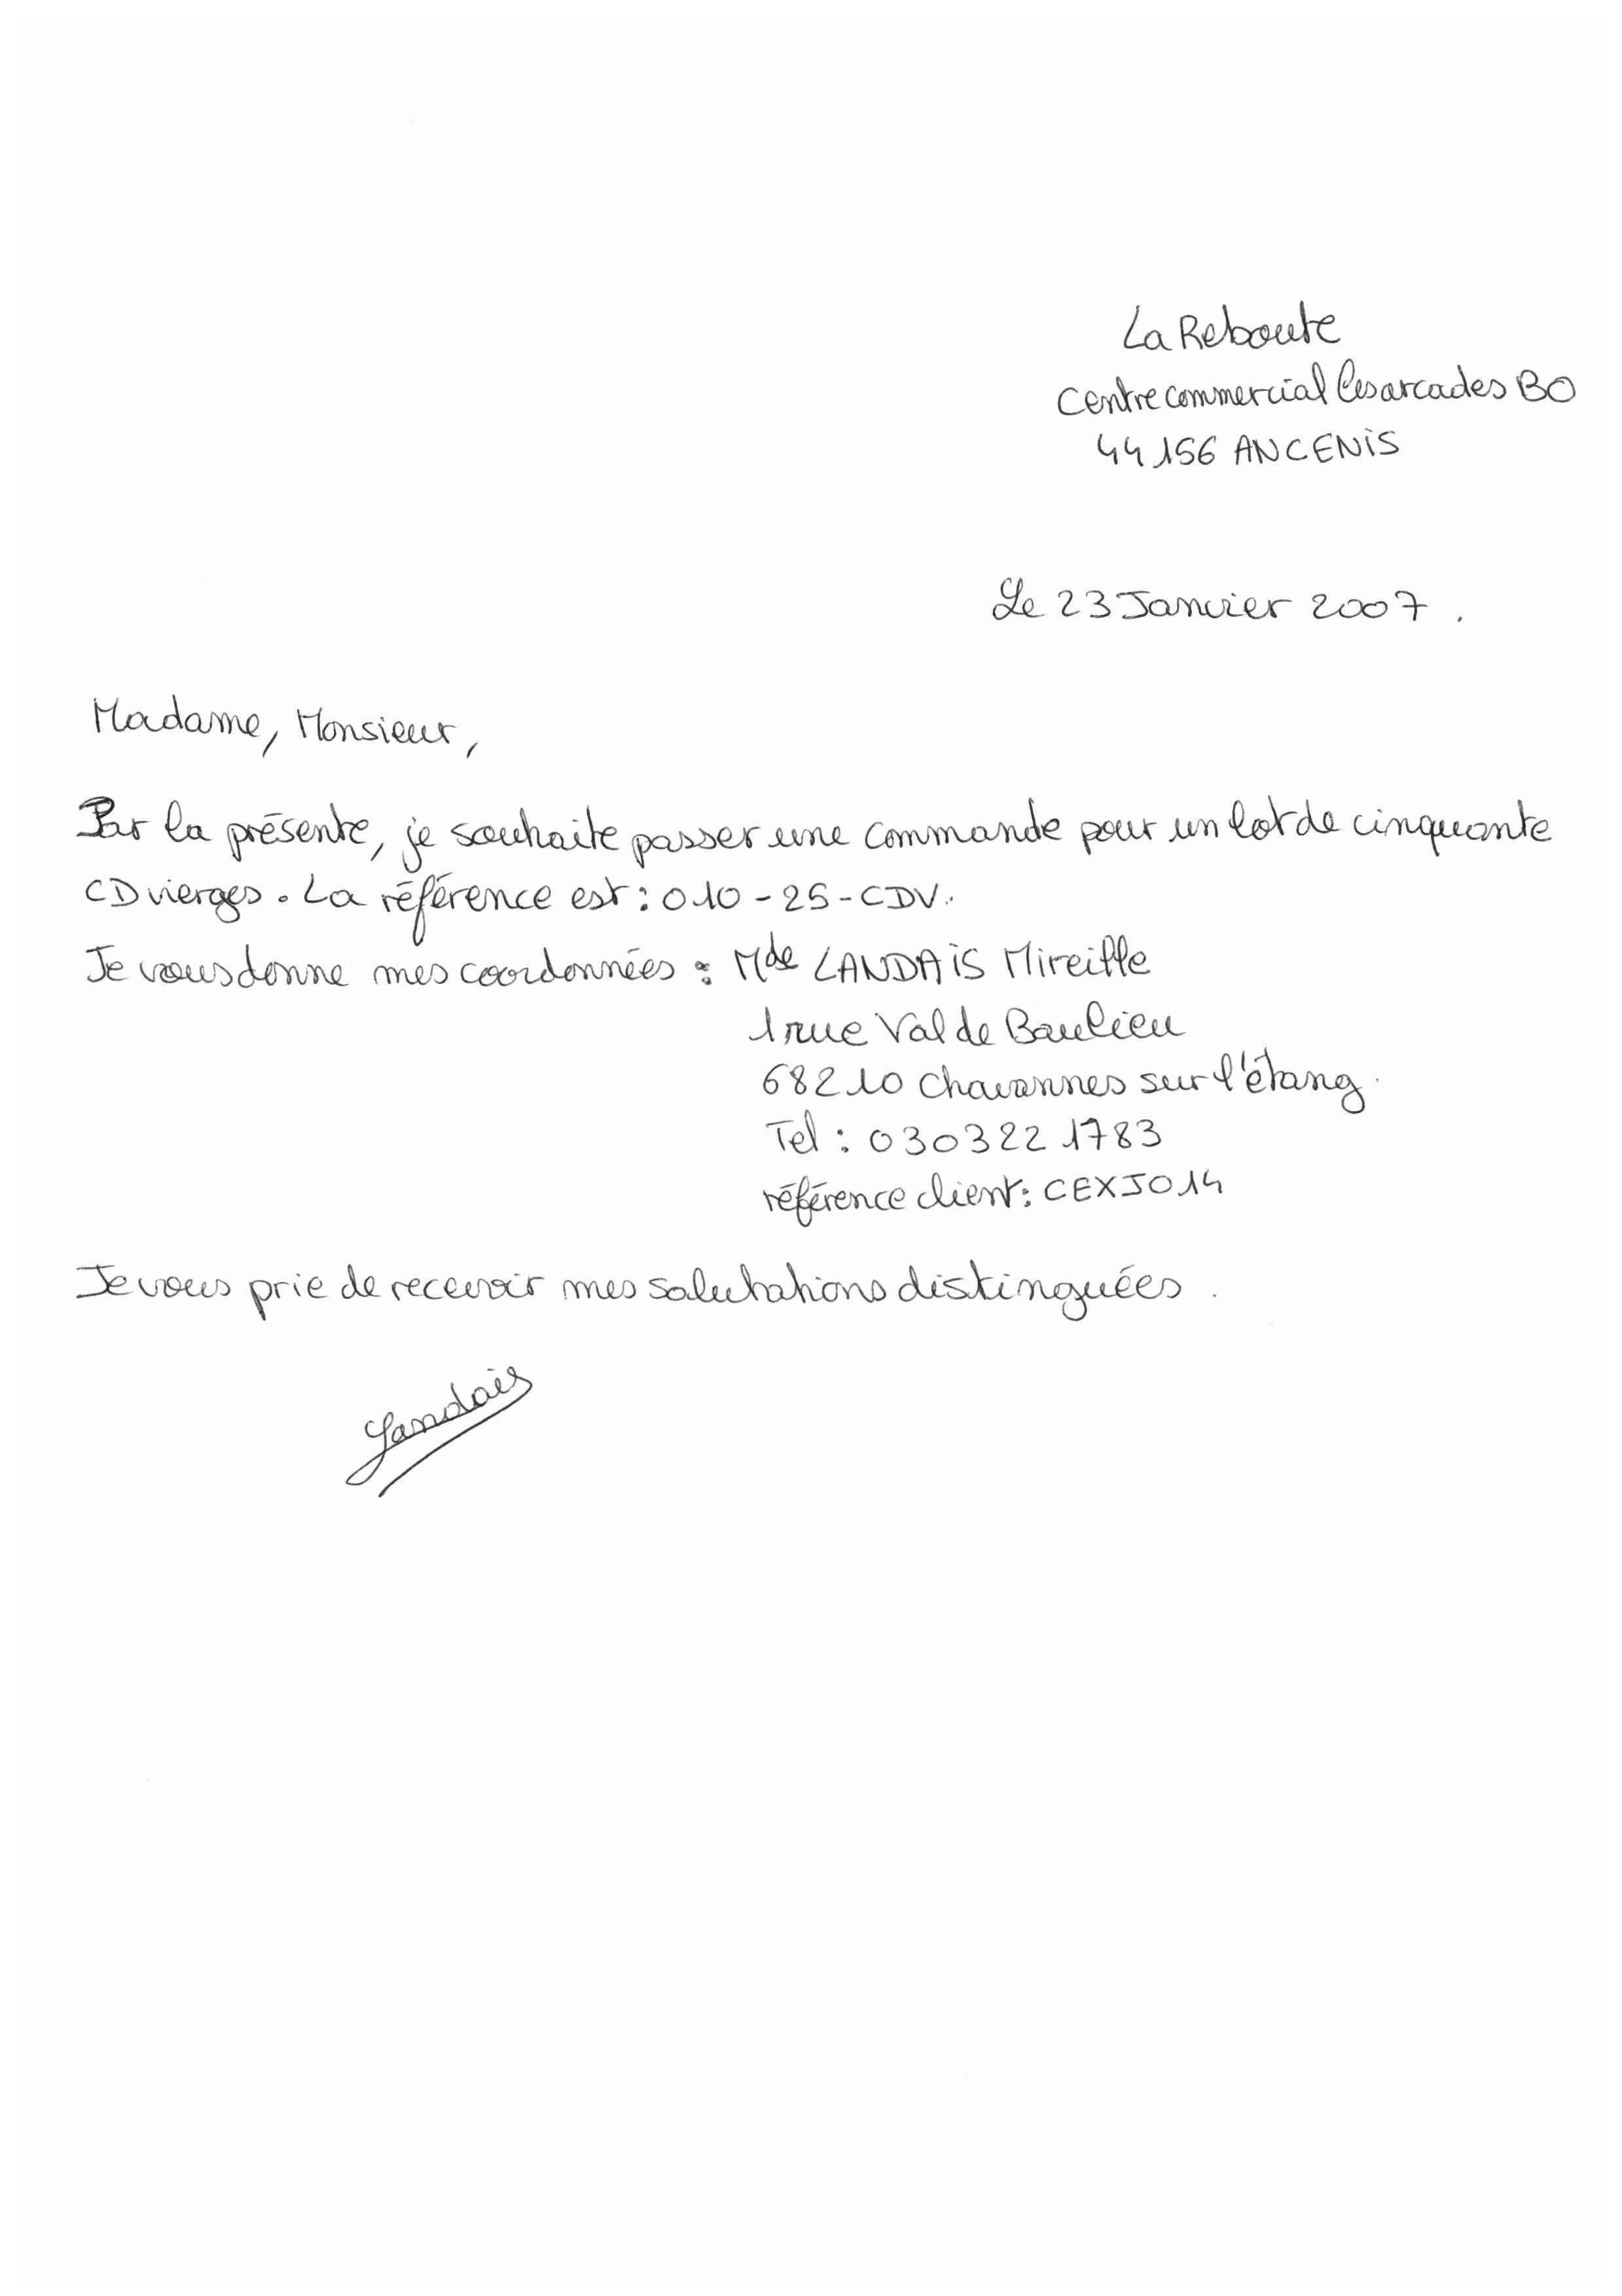 La Reboute
Centre commercial les arcades BO
44156 ANCENIS
Le 23 Janvier 2007.
Madame, Monsieur,
Par la présente, je souhaite passer une commande pour un lot de cinquante
CD vierges. La référence est : 010-25-CDV.
Je vous donne mes coordonnées : Mde LANDAIS Mireille
1 rue Val de Baulieu
68210 Chavannes sur l'étang.
Tel : 0303221783
référence client : CEXJO14
Je vous prie de recevoir mes salutations distinguées.
Landais